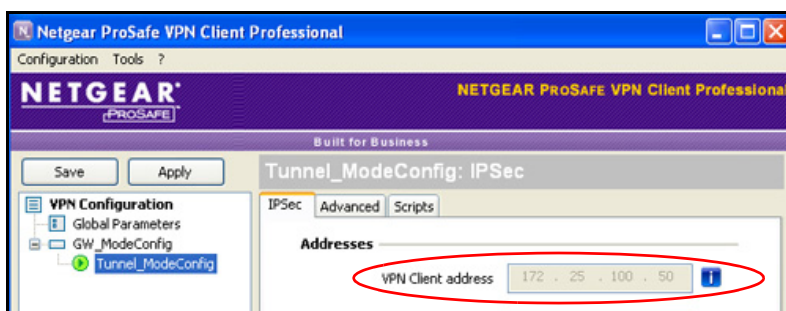 Netgear ProSafe VPN Client Professional
Configuration Tools ?
NETGEAR®
PROSAFE
NETGEAR PROSAFE VPN Client Professional
Built for Business
Save Apply
Tunnel_ModeConfig: IPSec
VPN Configuration
Global Parameters
GW_ModeConfig
Tunnel_ModeConfig
IPSec Advanced Scripts
Addresses
VPN Client address 172 . 25 . 100 . 50